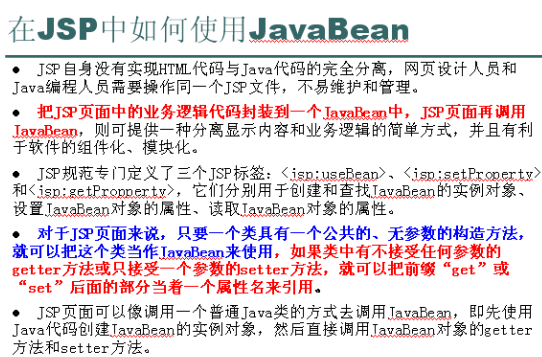 在JSP中如何使用JavaBean
● JSP自身没有实现HTML代码与Java代码的完全分离，网页设计人员和
Java编程人员需要操作同一个JSP文件，不易维护和管理。
● 把JSP页面中的业务逻辑代码封装到一个JavaBean中，JSP页面再调用
JavaBean，则可提供一种分离显示内容和业务逻辑的简单方式，并且有利
于软件的组件化、模块化。
● JSP规范专门定义了三个JSP标签：<jsp:useBean>、<jsp:setProperty>
和<jsp:getPropperty>，它们分别用于创建和查找JavaBean的实例对象、
设置JavaBean对象的属性、读取JavaBean对象的属性。
● 对于JSP页面来说，只要一个类具有一个公共的、无参数的构造方法，
就可以把这个类当作JavaBean来使用，如果类中有不接受任何参数的
getter方法或只接受一个参数的setter方法，就可以把前缀“get”或
“set”后面的部分当着一个属性名来引用。
● JSP页面可以像调用一个普通Java类的方式去调用JavaBean，即先使用
Java代码创建JavaBean的实例对象，然后直接调用JavaBean对象的getter
方法和setter方法。